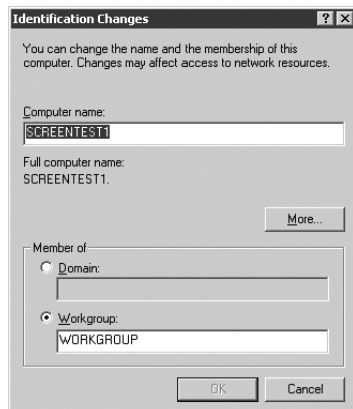 Identification Changes
You can change the name and the membership of this
computer. Changes may affect access to network resources.
Computer name:
SCREENTEST1
Full computer name:
SCREENTEST1.
More...
Member of
Domain:
Workgroup:
WORKGROUP
OK
Cancel